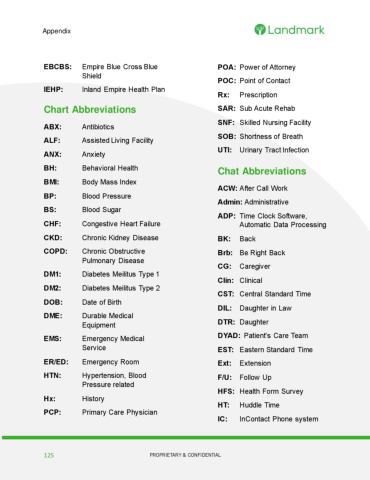 Appendix
Landmark
EBCBS: Empire Blue Cross Blue
Shield
IEHP: Inland Empire Health Plan
Chart Abbreviations
ABX: Antibiotics
ALF: Assisted Living Facility
ANX: Anxiety
BH: Behavioral Health
BMI: Body Mass Index
BP: Blood Pressure
BS: Blood Sugar
CHF: Congestive Heart Failure
CKD: Chronic Kidney Disease
COPD: Chronic Obstructive
Pulmonary Disease
DM1: Diabetes Meilitus Type 1
DM2: Diabetes Meilitus Type 2
DOB: Date of Birth
DME: Durable Medical
Equipment
EMS: Emergency Medical
Service
ER/ED: Emergency Room
HTN: Hypertension, Blood
Pressure related
Hx: History
PCP: Primary Care Physician
POA: Power of Attorney
POC: Point of Contact
Rx: Prescription
SAR: Sub Acute Rehab
SNF: Skilled Nursing Facility
SOB: Shortness of Breath
UTI: Urinary Tract Infection
Chat Abbreviations
ACW: After Call Work
Admin: Administrative
ADP: Time Clock Software,
Automatic Data Processing
BK: Back
Brb: Be Right Back
CG: Caregiver
Clin: Clinical
CST: Central Standard Time
DIL: Daughter in Law
DTR: Daughter
DYAD: Patient's Care Team
EST: Eastern Standard Time
Ext: Extension
F/U: Follow Up
HFS: Health Form Survey
HT: Huddle Time
IC: InContact Phone system
125
PROPRIETARY & CONFIDENTIAL